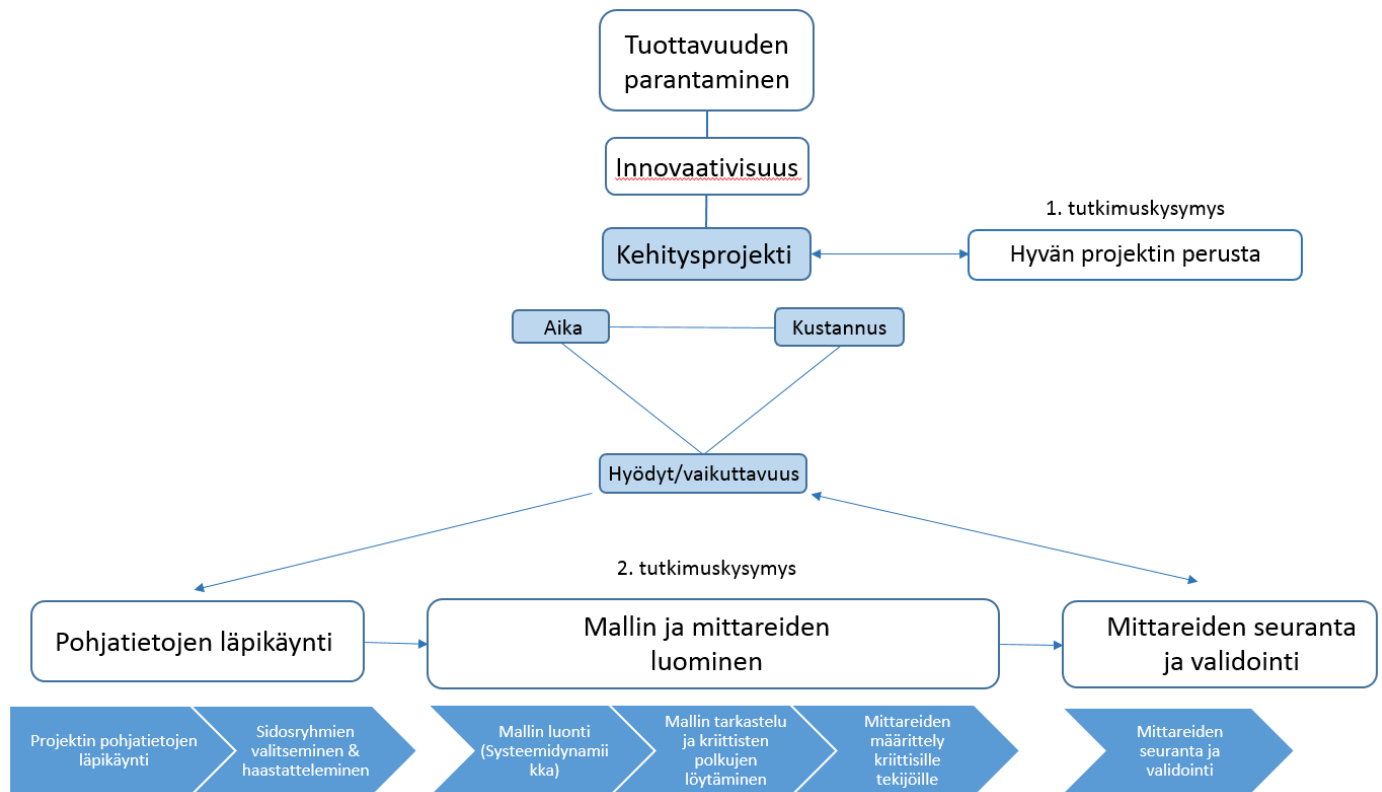 Tuottavuuden
parantaminen
Innovaativisuus
1. tutkimuskysymys
Kehitysprojekti
Hyvän projektin perusta
Aika
Kustannus
Hyödyt/vaikuttavuus
2. tutkimuskysymys
Pohjatietojen läpikäynti
Mallin ja mittareiden
luominen
Mittareiden seuranta
ja validointi
Projektin pohjatietojen
läpikäynti
Sidosryhmien
valitseminen &
haastatteleminen
Mallin luonti
(Systeemidynamii
kka)
Mallin tarkastelu
ja kriittisten
polkujen
löytäminen
Mittareiden
määrittely
kriittisille
tekijöille
Mittareiden
seuranta ja
validointi